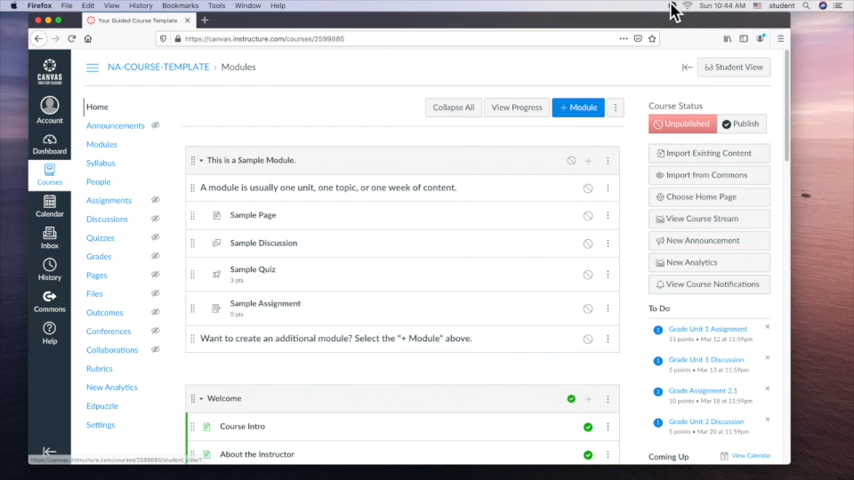 Firefox File Edit View History Bookmarks Tools Window Help Sun 10:44 AM student
Your Guided Course Template
https://canvas.instructure.com/courses/2599885
CANVAS
NA-COURSE-TEMPLATE › Modules
Student View
Account
Dashboard
Courses
Calendar
Inbox
History
Commons
Help
Home
Announcements
Modules
Syllabus
People
Assignments
Discussions
Quizzes
Grades
Pages
Files
Outcomes
Conferences
Collaborations
Rubrics
New Analytics
Edpuzzle
Settings
Collapse All View Progress + Module
This is a Sample Module.
A module is usually one unit, one topic, or one week of content.
Sample Page
Sample Discussion
Sample Quiz
3 pts
Sample Assignment
0 pts
Want to create an additional module? Select the "+ Module" above.
Welcome
Course Intro
About the Instructor
Course Status
Unpublished Publish
Import Existing Content
Import from Commons
Choose Home Page
View Course Stream
New Announcement
New Analytics
View Course Notifications
To Do
Grade Unit 1 Assignment
15 points • Mar 12 at 11:59pm
Grade Unit 1 Discussion
5 points • Mar 13 at 11:59pm
Grade Assignment 2.1
10 points • Mar 18 at 11:59pm
Grade Unit 2 Discussion
5 points • Mar 20 at 11:59pm
Coming Up View Calendar